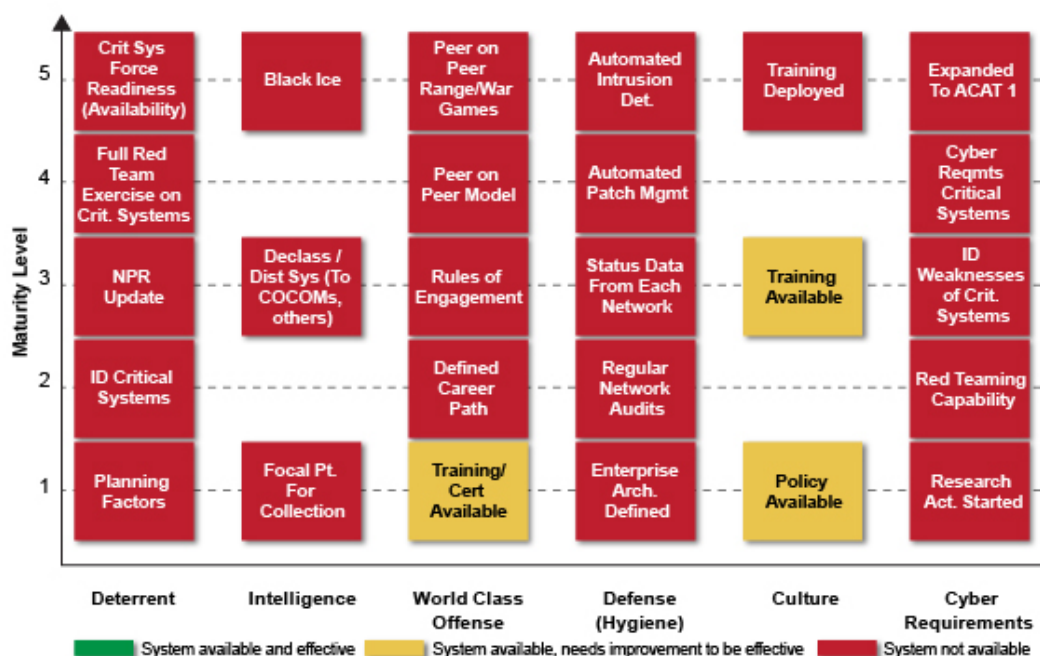 Maturity Level
5
Crit Sys
Force
Readiness
(Availability)
Black Ice
Peer on
Peer
Range/War
Games
Automated
Intrusion
Det.
Training
Deployed
Expanded
To ACAT 1
4
Full Red
Team
Exercise on
Crit. Systems
Peer on
Peer Model
Automated
Patch Mgmt
Cyber
Reqmts
Critical
Systems
3
NPR
Update
Declass /
Dist Sys (To
COCOMs,
others)
Rules of
Engagement
Status Data
From Each
Network
Training
Available
ID
Weaknesses
of Crit.
Systems
2
ID Critical
Systems
Defined
Career
Path
Regular
Network
Audits
Red Teaming
Capability
1
Planning
Factors
Focal Pt.
For
Collection
Training/
Cert
Available
Enterprise
Arch.
Defined
Policy
Available
Research
Act. Started
Deterrent
Intelligence
World Class
Offense
Defense
(Hygiene)
Culture
Cyber
Requirements
System available and effective
System available, needs improvement to be effective
System not available